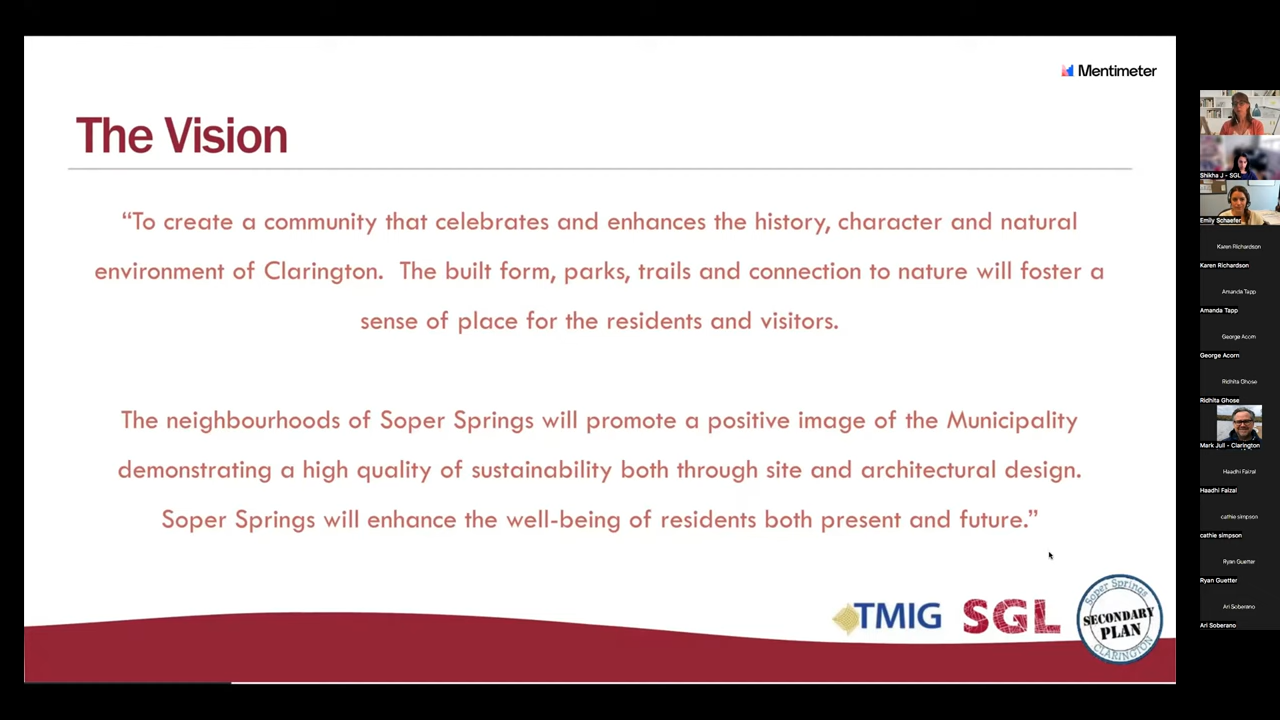 Mentimeter
The Vision
“To create a community that celebrates and enhances the history, character and natural
environment of Clarington.  The built form, parks, trails and connection to nature will foster a
sense of place for the residents and visitors.
The neighbourhoods of Soper Springs will promote a positive image of the Municipality
demonstrating a high quality of sustainability both through site and architectural design.
Soper Springs will enhance the well-being of residents both present and future.”
TMIG
SGL
Soper Springs
SECONDARY
PLAN
CLARINGTON
Shikha J - SGL
Emily Schaefer
Karen Richardson
Karen Richardson
Amanda Tapp
Amanda Tapp
George Acorn
George Acorn
Ridhita Ghose
Ridhita Ghose
Mark Jull - Clarington
Haadhi Faizal
Haadhi Faizal
cathie simpson
cathie simpson
Ryan Guetter
Ryan Guetter
Ari Soberano
Ari Soberano